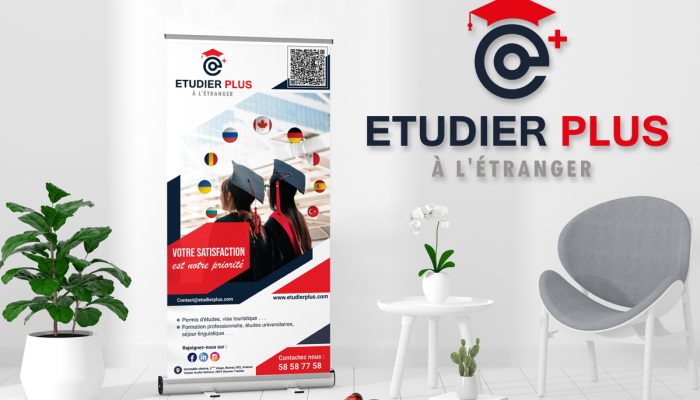 ETUDIER PLUS
À L'ÉTRANGER
VOTRE SATISFACTION
est notre priorité
Contact@etudierplus.com
www.etudierplus.com
Permis d'études, visa touristique . . .
Formation professionnelle, études universitaires,
séjour linguistique . . .
Rejoignez-nous sur :
Contactez nous :
58 58 77 58
ETUDIER PLUS
À L'ÉTRANGER